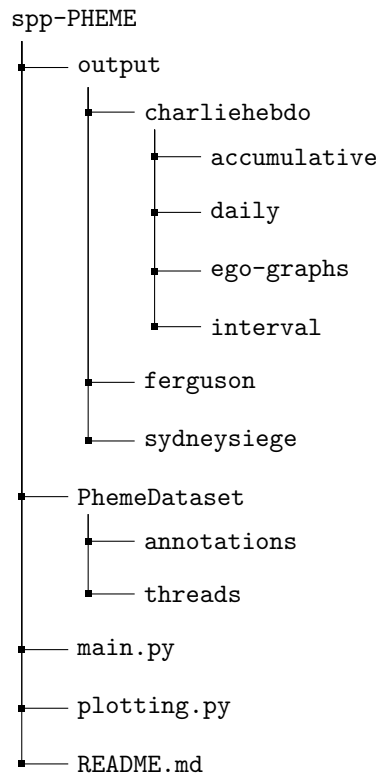 spp-PHEME
output
charliehebdo
accumulative
daily
ego-graphs
interval
ferguson
sydneysiege
PhemeDataset
annotations
threads
main.py
plotting.py
README.md